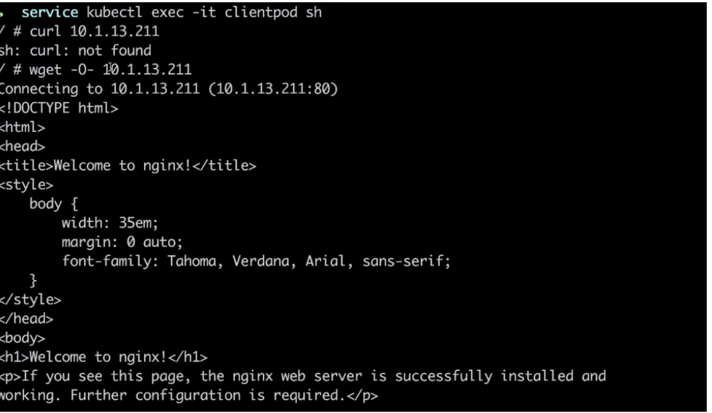 service kubectl exec -it clientpod sh
/ # curl 10.1.13.211
sh: curl: not found
/ # wget -O- 10.1.13.211
Connecting to 10.1.13.211 (10.1.13.211:80)
<!DOCTYPE html>
<html>
<head>
<title>Welcome to nginx!</title>
<style>
    body {
        width: 35em;
        margin: 0 auto;
        font-family: Tahoma, Verdana, Arial, sans-serif;
    }
</style>
</head>
<body>
<h1>Welcome to nginx!</h1>
<p>If you see this page, the nginx web server is successfully installed and
working. Further configuration is required.</p>